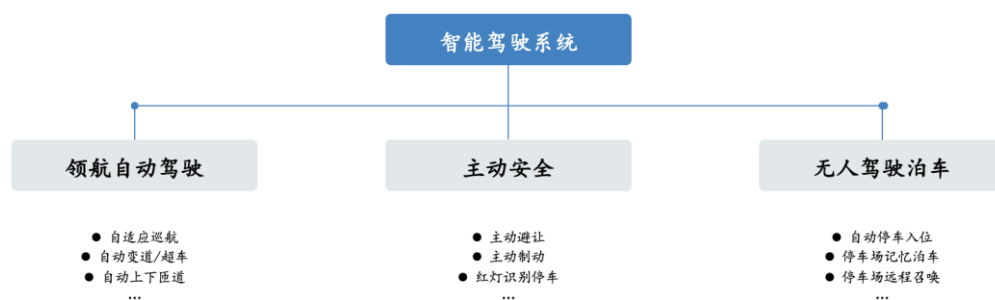 智能驾驶系统
领航自动驾驶
主动安全
无人驾驶泊车
● 自适应巡航
● 自动变道/超车
● 自动上下匝道
...
● 主动避让
● 主动制动
● 红灯识别停车
...
● 自动停车入位
● 停车场记忆泊车
● 停车场远程召唤
...